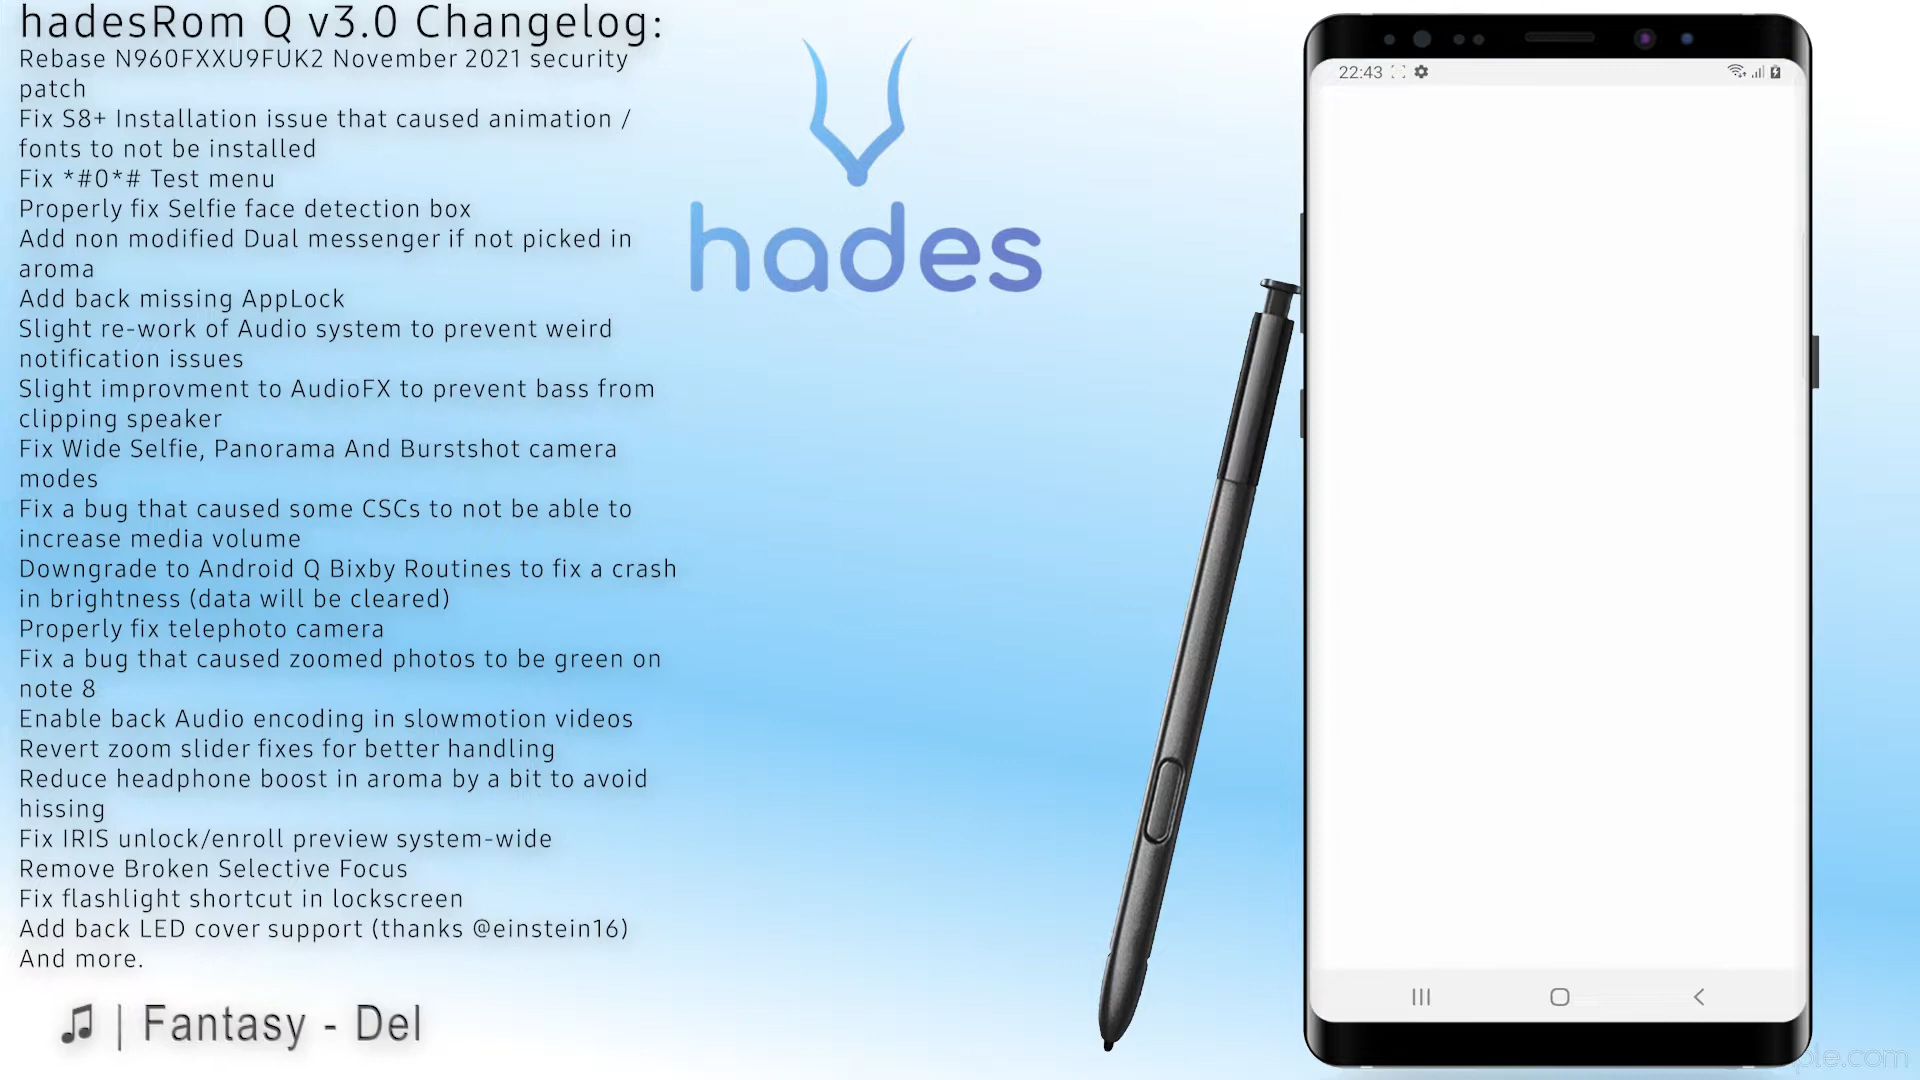 hadesRom Q v3.0 Changelog:
Rebase N960FXXU9FUK2 November 2021 security
patch
Fix S8+ Installation issue that caused animation /
fonts to not be installed
Fix *#0*# Test menu
Properly fix Selfie face detection box
Add non modified Dual messenger if not picked in
aroma
Add back missing AppLock
Slight re-work of Audio system to prevent weird
notification issues
Slight improvment to AudioFX to prevent bass from
clipping speaker
Fix Wide Selfie, Panorama And Burstshot camera
modes
Fix a bug that caused some CSCs to not be able to
increase media volume
Downgrade to Android Q Bixby Routines to fix a crash
in brightness (data will be cleared)
Properly fix telephoto camera
Fix a bug that caused zoomed photos to be green on
note 8
Enable back Audio encoding in slowmotion videos
Revert zoom slider fixes for better handling
Reduce headphone boost in aroma by a bit to avoid
hissing
Fix IRIS unlock/enroll preview system-wide
Remove Broken Selective Focus
Fix flashlight shortcut in lockscreen
Add back LED cover support (thanks @einstein16)
And more.
♫ | Fantasy - Del
hades
22:43